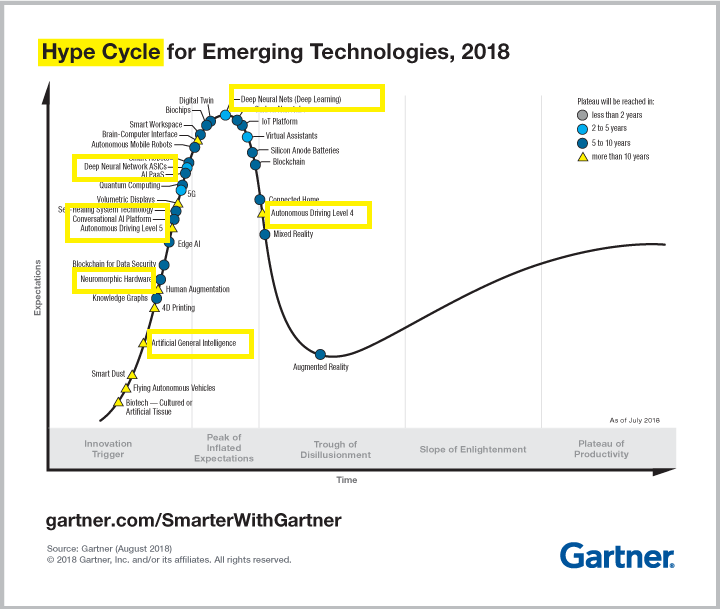 Hype Cycle for Emerging Technologies, 2018
Plateau will be reached in:
less than 2 years
2 to 5 years
5 to 10 years
more than 10 years
Expectations
Digital Twin
Biochips
Smart Workspace
Brain-Computer Interface
Autonomous Mobile Robots
Deep Neural Network ASICs
AI PaaS
Quantum Computing
5G
Volumetric Displays
Self-Healing System Technology
Conversational AI Platform
Autonomous Driving Level 5
Edge AI
Blockchain for Data Security
Neuromorphic Hardware
Human Augmentation
Knowledge Graphs
4D Printing
Artificial General Intelligence
Smart Dust
Flying Autonomous Vehicles
Biotech — Cultured or
Artificial Tissue
Deep Neural Nets (Deep Learning)
IoT Platform
Virtual Assistants
Silicon Anode Batteries
Blockchain
Connected Home
Autonomous Driving Level 4
Mixed Reality
Augmented Reality
As of July 2018
Innovation
Trigger
Peak of
Inflated
Expectations
Trough of
Disillusionment
Slope of Enlightenment
Plateau of
Productivity
Time
gartner.com/SmarterWithGartner
Source: Gartner (August 2018)
© 2018 Gartner, Inc. and/or its affiliates. All rights reserved.
Gartner®